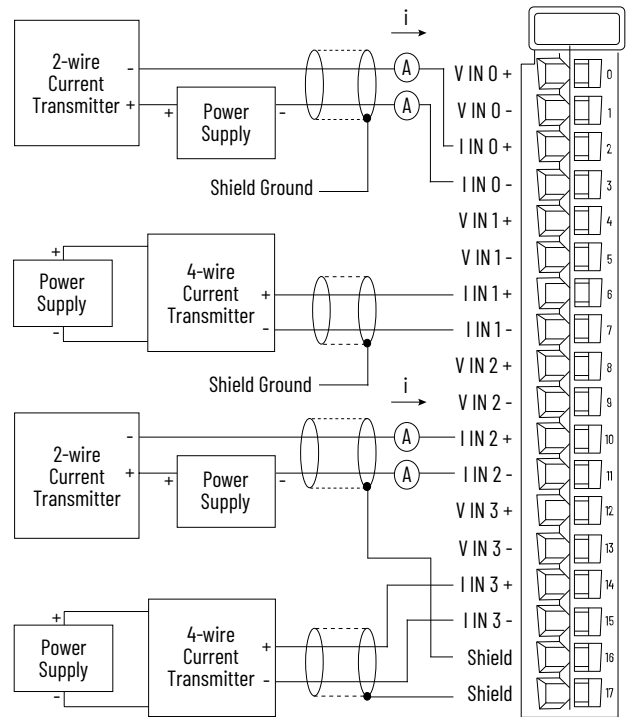 i
2-wire
Current
Transmitter
-
+
+
Power
Supply
-
A
A
Shield Ground
+
Power
Supply
-
4-wire
Current
Transmitter
+
-
Shield Ground
i
2-wire
Current
Transmitter
-
+
+
Power
Supply
-
A
A
+
Power
Supply
-
4-wire
Current
Transmitter
+
-
V IN 0 + 0
V IN 0 - 1
I IN 0 + 2
I IN 0 - 3
V IN 1 + 4
V IN 1 - 5
I IN 1 + 6
I IN 1 - 7
V IN 2 + 8
V IN 2 - 9
I IN 2 + 10
I IN 2 - 11
V IN 3 + 12
V IN 3 - 13
I IN 3 + 14
I IN 3 - 15
Shield 16
Shield 17